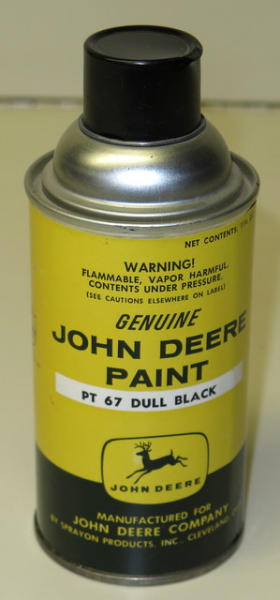 NET CONTENTS:
WARNING!
FLAMMABLE, VAPOR HARMFUL.
CONTENTS UNDER PRESSURE.
(SEE CAUTIONS ELSEWHERE ON LABEL)
GENUINE
JOHN DEERE
PAINT
PT 67 DULL BLACK
JOHN DEERE
MANUFACTURED FOR
JOHN DEERE COMPANY
BY SPRAYON PRODUCTS, INC., CLEVELAND